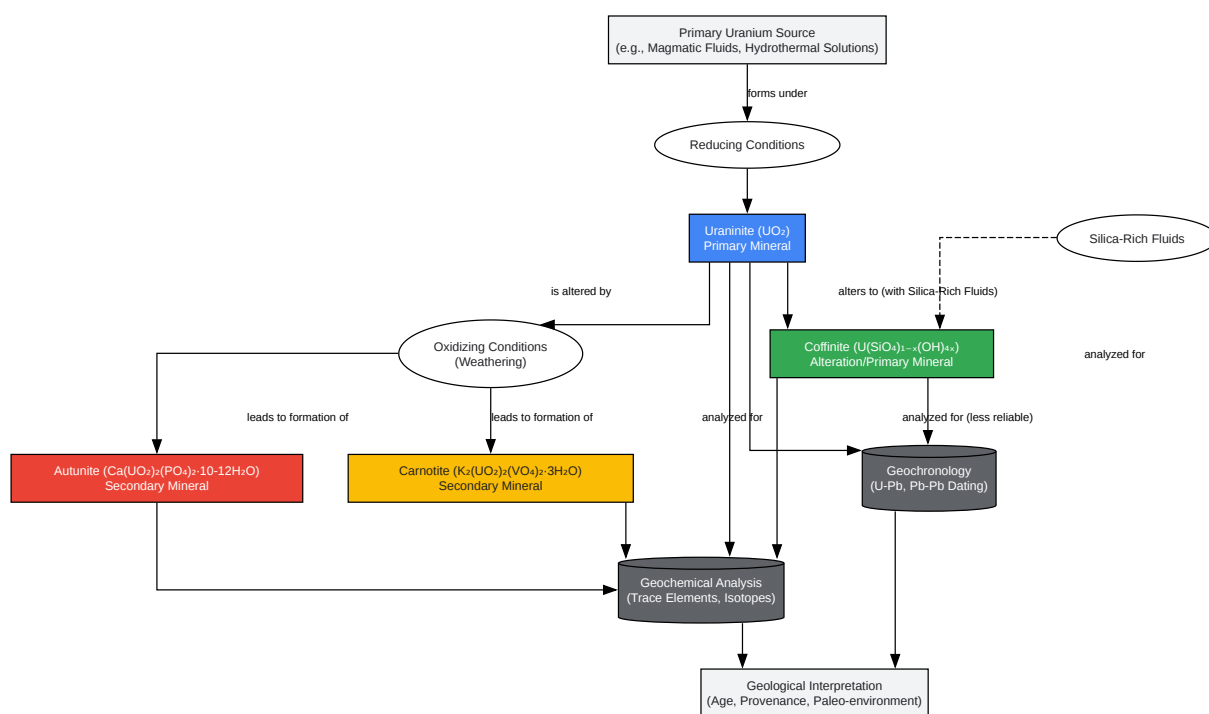 Primary Uranium Source
(e.g., Magmatic Fluids, Hydrothermal Solutions)
forms under
Reducing Conditions
Uraninite (UO₂)
Primary Mineral
Silica-Rich Fluids
is altered by
alters to (with Silica-Rich Fluids)
Oxidizing Conditions
(Weathering)
Coffinite (U(SiO₄)₁₋ₓ(OH)₄ₓ)
Alteration/Primary Mineral
analyzed for
leads to formation of
leads to formation of
analyzed for
analyzed for (less reliable)
Autunite (Ca(UO₂)₂(PO₄)₂·10-12H₂O)
Secondary Mineral
Carnotite (K₂(UO₂)₂(VO₄)₂·3H₂O)
Secondary Mineral
Geochronology
(U-Pb, Pb-Pb Dating)
Geochemical Analysis
(Trace Elements, Isotopes)
Geological Interpretation
(Age, Provenance, Paleo-environment)